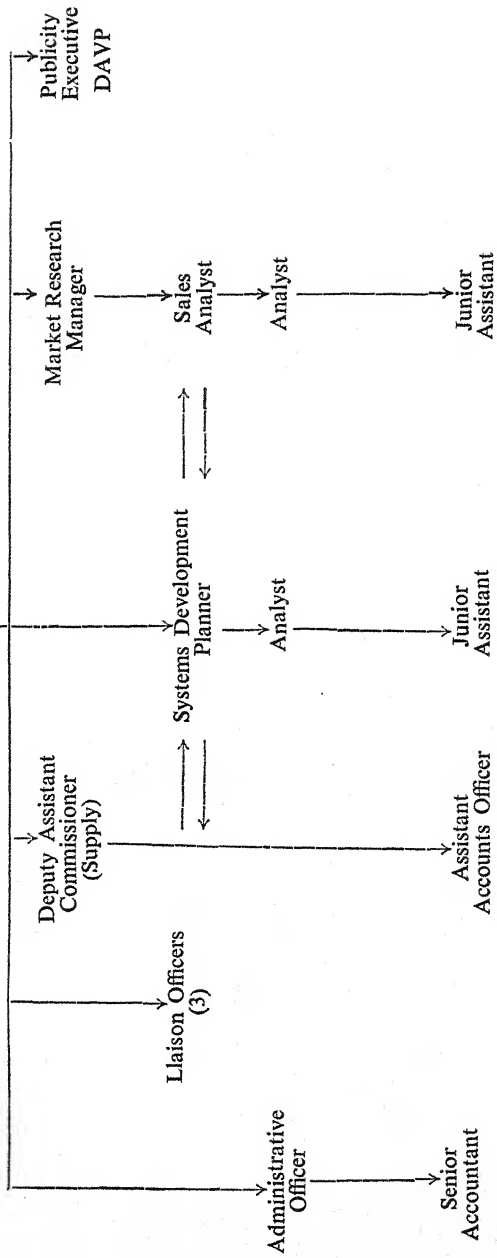 Deputy Assistant
Commissioner
(Supply)
Market Research
Manager
Publicity
Executive
DAVP
Llaison Officers
(3)
Systems Development
Planner
Sales
Analyst
Administrative
Officer
Analyst
Analyst
Senior
Accountant
Assistant
Accounts Officer
Junior
Assistant
Junior
Assistant